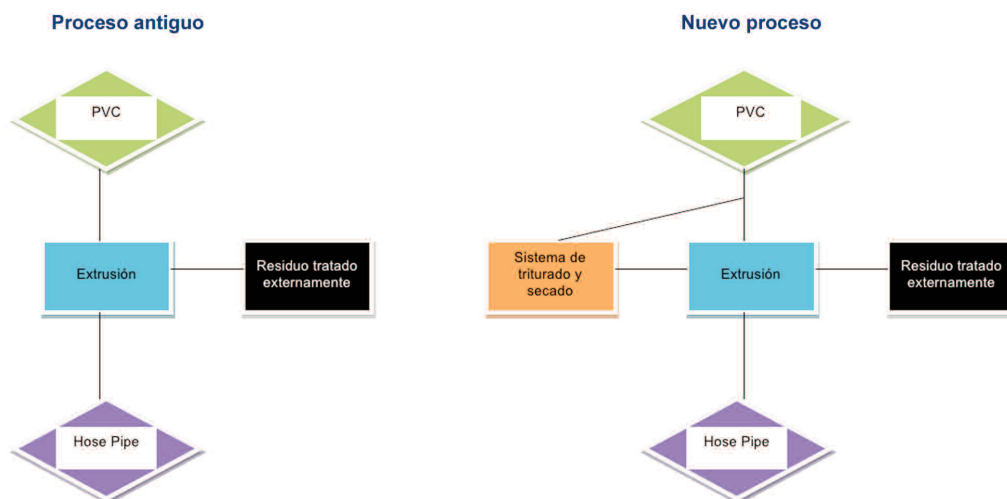 Proceso antiguo
PVC
Extrusión
Residuo tratado
externamente
Hose Pipe
Nuevo proceso
PVC
Sistema de
triturado y
secado
Extrusión
Residuo tratado
externamente
Hose Pipe